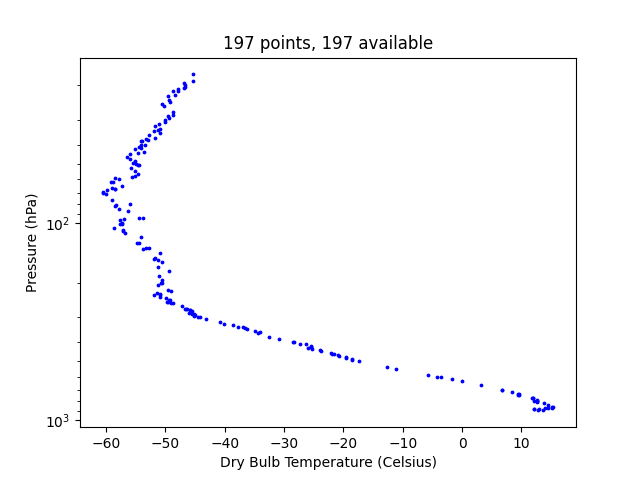 197 points, 197 available
Pressure (hPa)
10²
10³
−60 −50 −40 −30 −20 −10 0 10
Dry Bulb Temperature (Celsius)